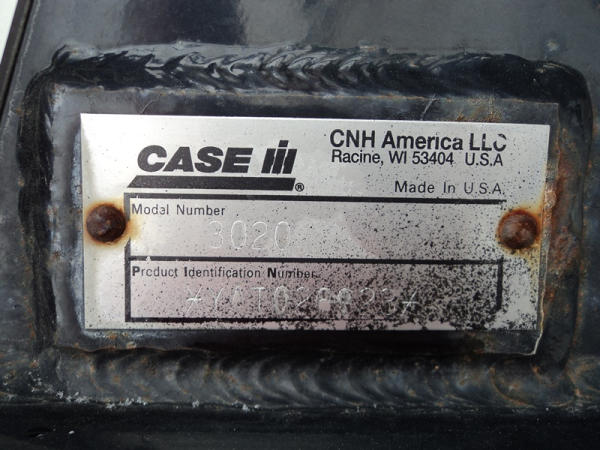 CASE IH®
CNH America LLC
Racine, WI 53404 U.S.A
Made In U.S.A.
Model Number
3020
Product Identification Number